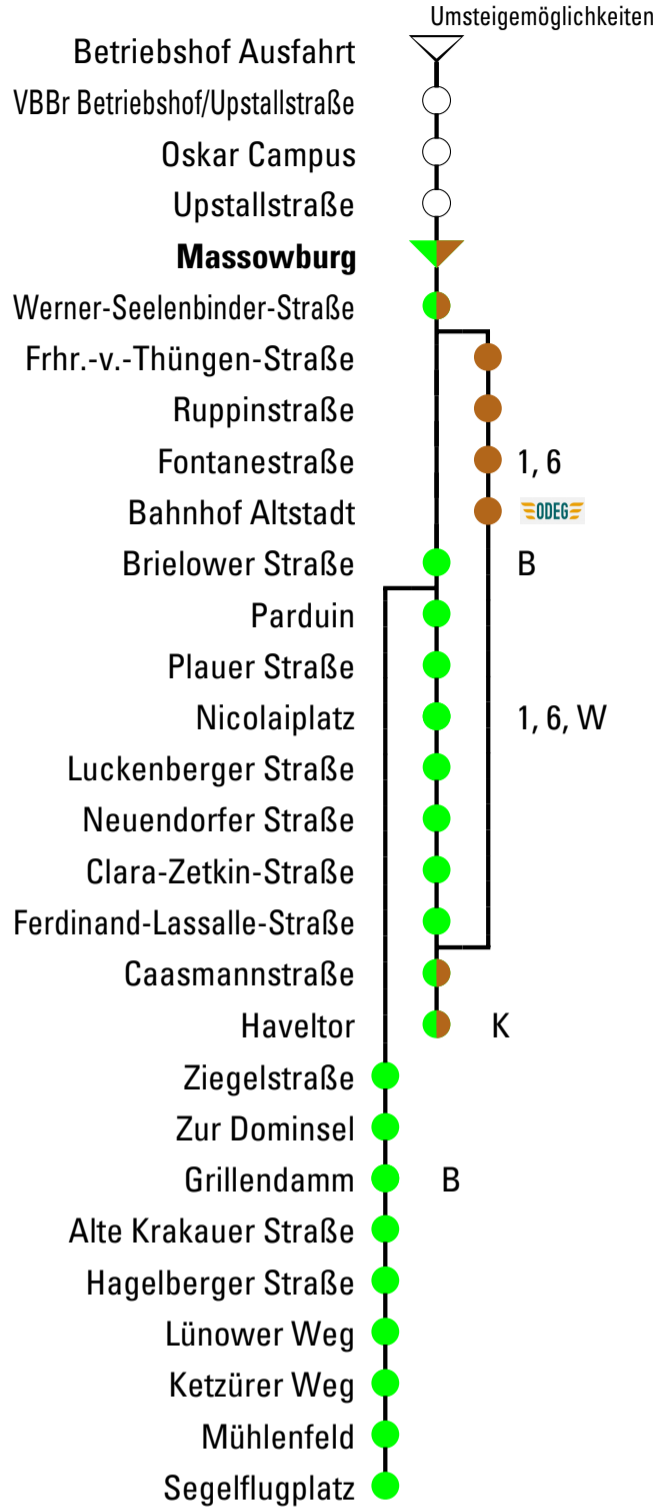 Umsteigemöglichkeiten
Betriebshof Ausfahrt
VBBr Betriebshof/Upstallstraße
Oskar Campus
Upstallstraße
Massowburg
Werner-Seelenbinder-Straße
Frhr.-v.-Thüngen-Straße
Ruppinstraße
Fontanestraße 1, 6
Bahnhof Altstadt ODEG
Brielower Straße B
Parduin
Plauer Straße
Nicolaiplatz 1, 6, W
Luckenberger Straße
Neuendorfer Straße
Clara-Zetkin-Straße
Ferdinand-Lassalle-Straße
Caasmannstraße
Haveltor K
Ziegelstraße
Zur Dominsel
Grillendamm B
Alte Krakauer Straße
Hagelberger Straße
Lünower Weg
Ketzürer Weg
Mühlenfeld
Segelflugplatz